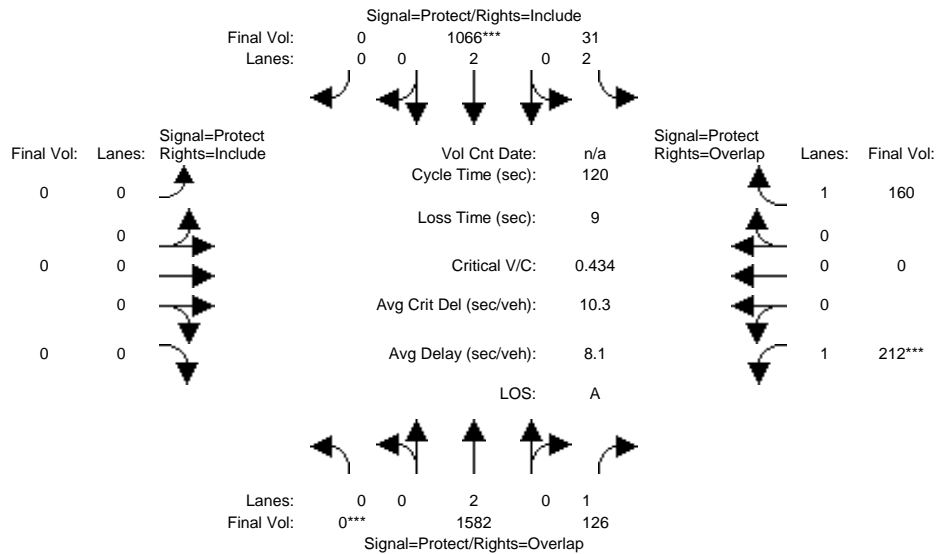 Signal=Protect/Rights=Include
Final Vol: 0 1066*** 31
Lanes: 0 0 2 0 2
Signal=Protect
Final Vol: Lanes: Rights=Include
Vol Cnt Date: n/a
Signal=Protect
Rights=Overlap Lanes: Final Vol:
Cycle Time (sec): 120
0 0
1 160
Loss Time (sec): 9
0
0
0 0
Critical V/C: 0.434
0 0
0
Avg Crit Del (sec/veh): 10.3
0
0 0
Avg Delay (sec/veh): 8.1
1 212***
LOS: A
Lanes: 0 0 2 0 1
Final Vol: 0*** 1582 126
Signal=Protect/Rights=Overlap